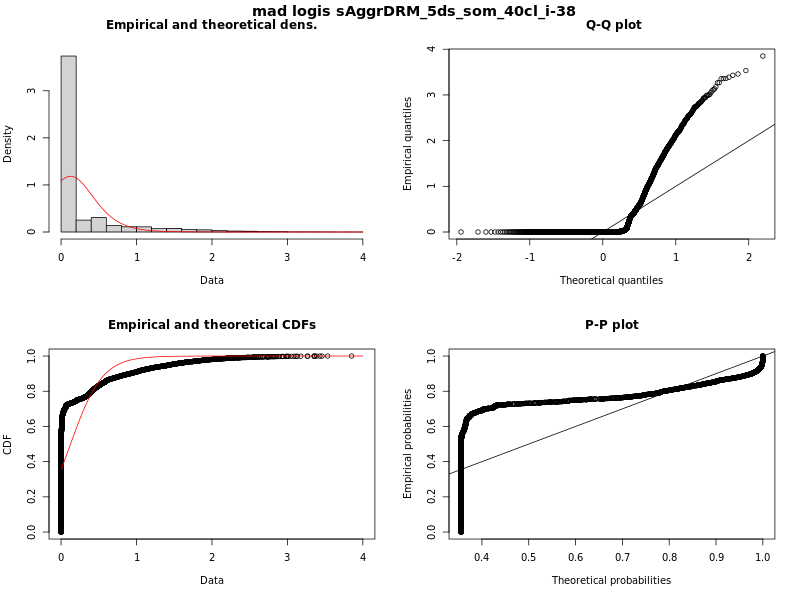 mad logis sAggrDRM_5ds_som_40cl_i-38
Empirical and theoretical dens.
Density
0 1 2 3
0 1 2 3 4
Data
Q-Q plot
Empirical quantiles
0 1 2 3 4
-2 -1 0 1 2
Theoretical quantiles
Empirical and theoretical CDFs
CDF
0.0 0.2 0.4 0.6 0.8 1.0
0 1 2 3 4
Data
P-P plot
Empirical probabilities
0.0 0.2 0.4 0.6 0.8 1.0
0.4 0.5 0.6 0.7 0.8 0.9 1.0
Theoretical probabilities